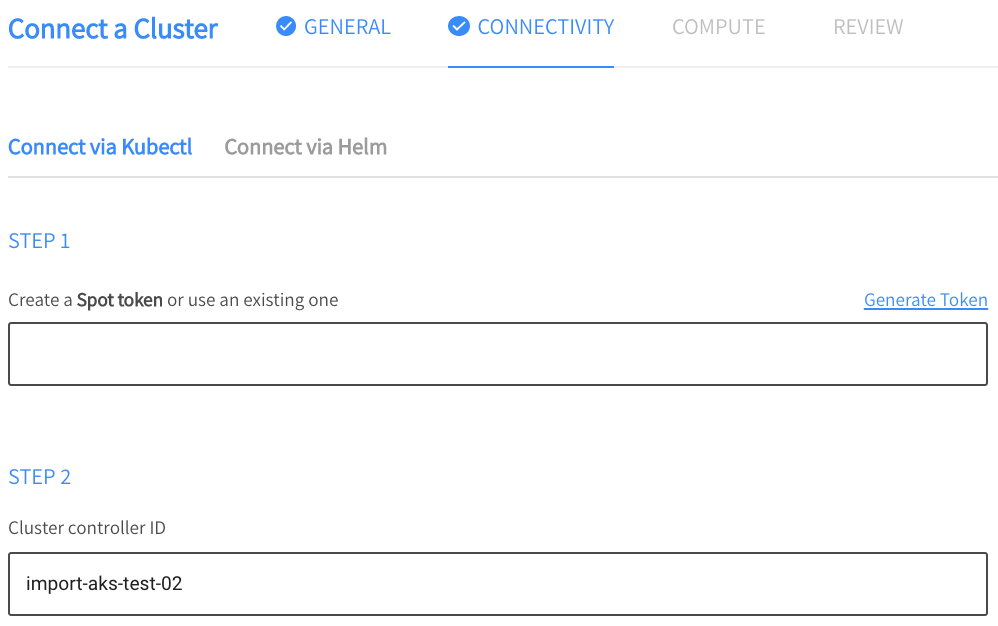 Connect a Cluster GENERAL CONNECTIVITY COMPUTE REVIEW
Connect via Kubectl Connect via Helm
STEP 1
Create a Spot token or use an existing one Generate Token
STEP 2
Cluster controller ID
import-aks-test-02